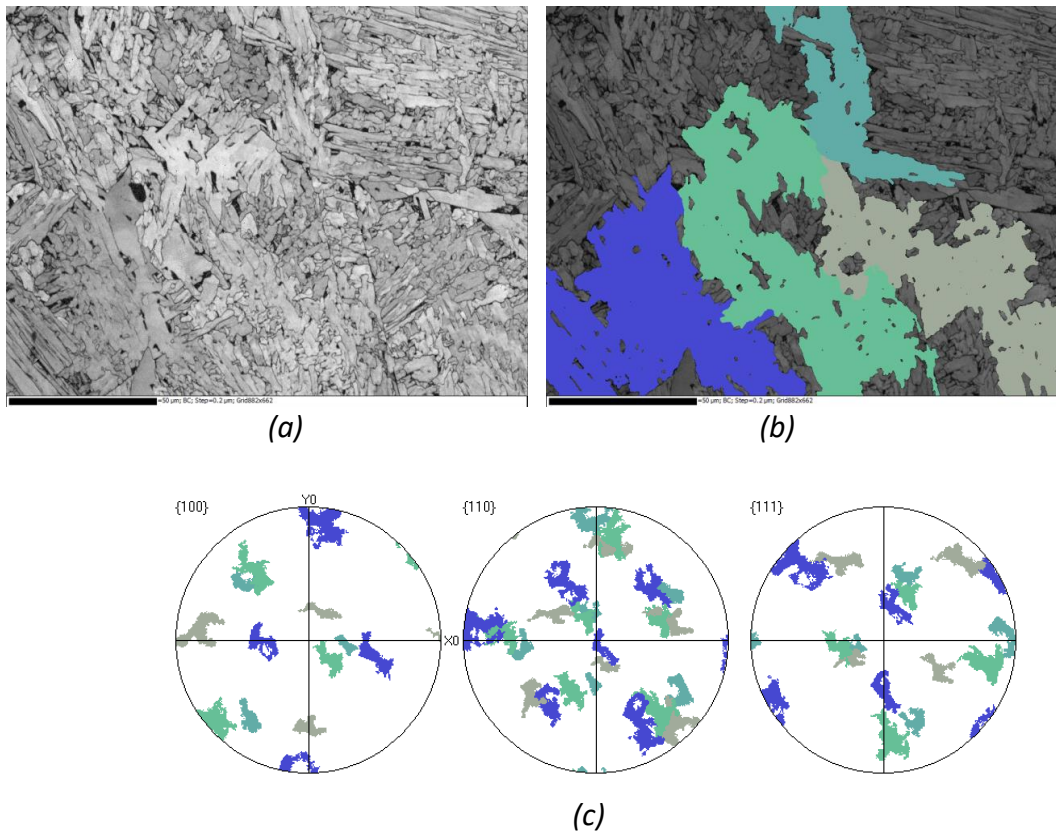 =50 µm; BC; Step=0.2 µm; Grid882x662
=50 µm; BC; Step=0.2 µm; Grid882x662
(a)
(b)
{100}
Y0
{110}
{111}
X0
(c)